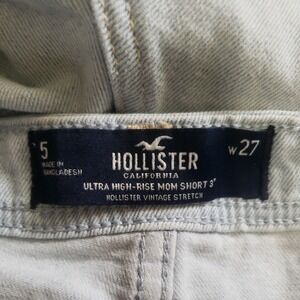 5
MADE IN
BANGLADESH
HOLLISTER
CALIFORNIA
W27
ULTRA HIGH-RISE MOM SHORT 3"
HOLLISTER VINTAGE STRETCH